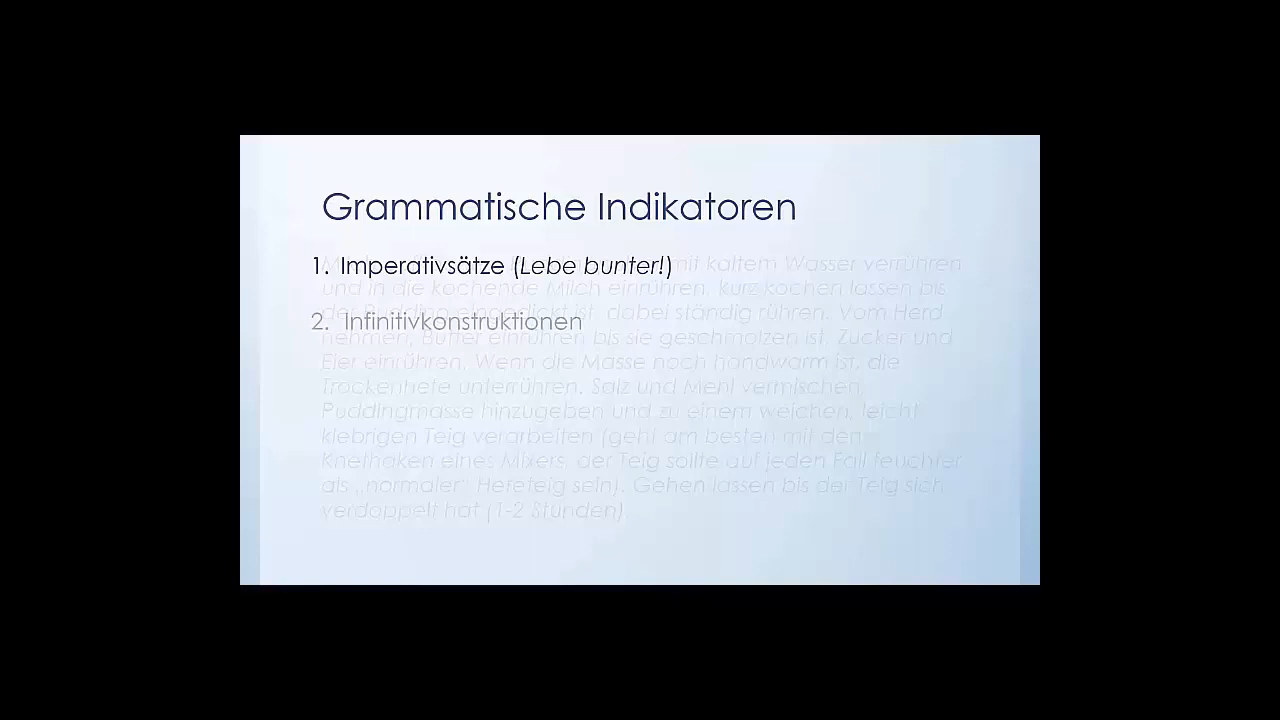 Grammatische Indikatoren
1. Imperativsätze (Lebe bunter!)
mit kaltem Wasser verrühren
und in die kochende Milch einrühren, kurz kochen lassen bis
der Pudding eingedickt ist, dabei ständig rühren. Vom Herd
2. Infinitivkonstruktionen
nehmen, Butter einrühren bis sie geschmolzen ist. Zucker und
Eier einrühren. Wenn die Masse noch handwarm ist, die
Trockenhefe unterrühren. Salz und Mehl vermischen,
Puddingmasse hinzugeben und zu einem weichen, leicht
klebrigen Teig verarbeiten (geht am besten mit den
Knethaken eines Mixers, der Teig sollte auf jeden Fall feuchter
als „normaler“ Hefeteig sein). Gehen lassen bis der Teig sich
verdoppelt hat (1-2 Stunden)